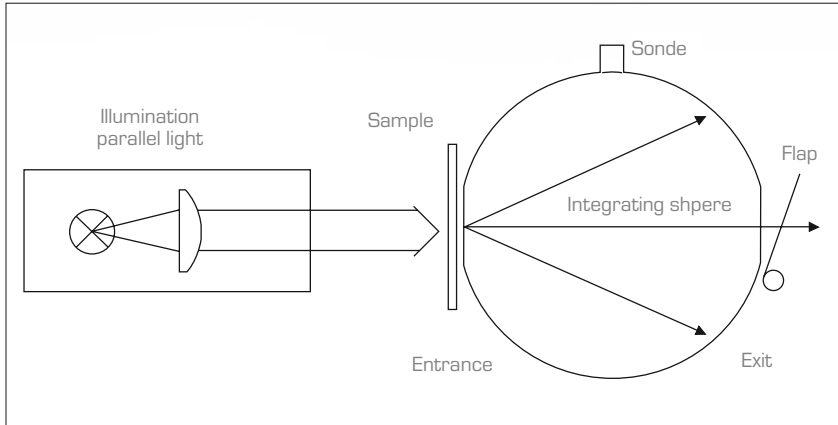 Sonde
Illumination
parallel light
Sample
Flap
Integrating shpere
Entrance
Exit